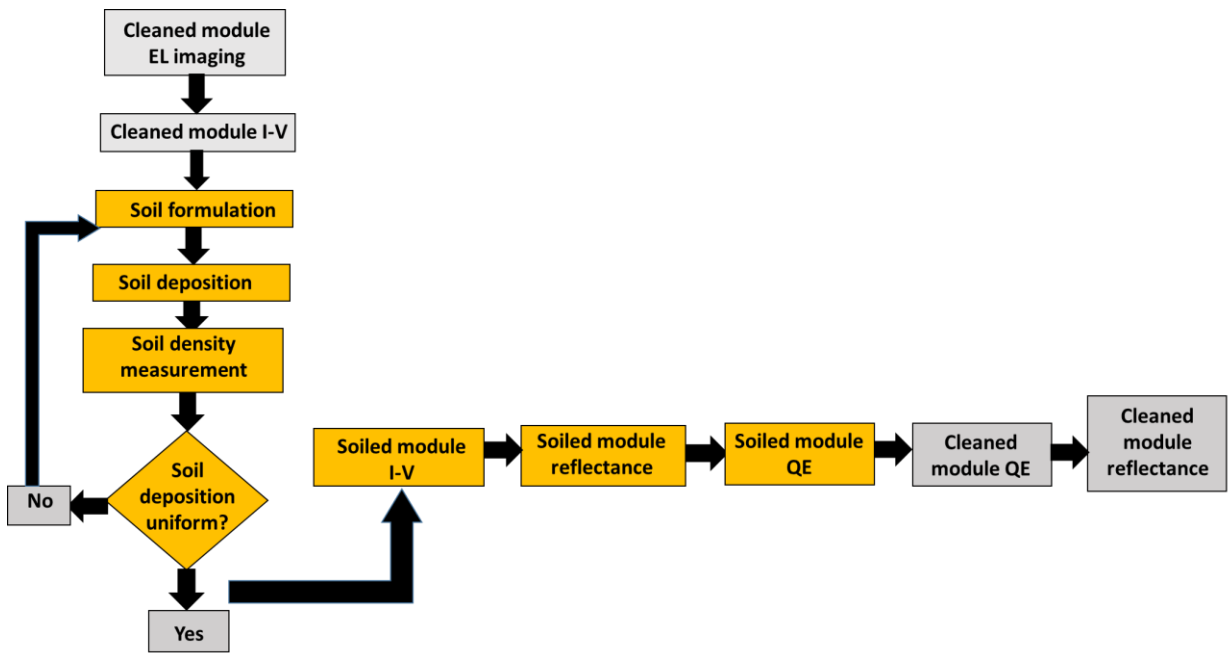 Cleaned module
EL imaging
Cleaned module I-V
Soil formulation
Soil deposition
Soil density
measurement
Soil
deposition
uniform?
No
Yes
Soiled module
I-V
Soiled module
reflectance
Soiled module
QE
Cleaned
module QE
Cleaned
module
reflectance